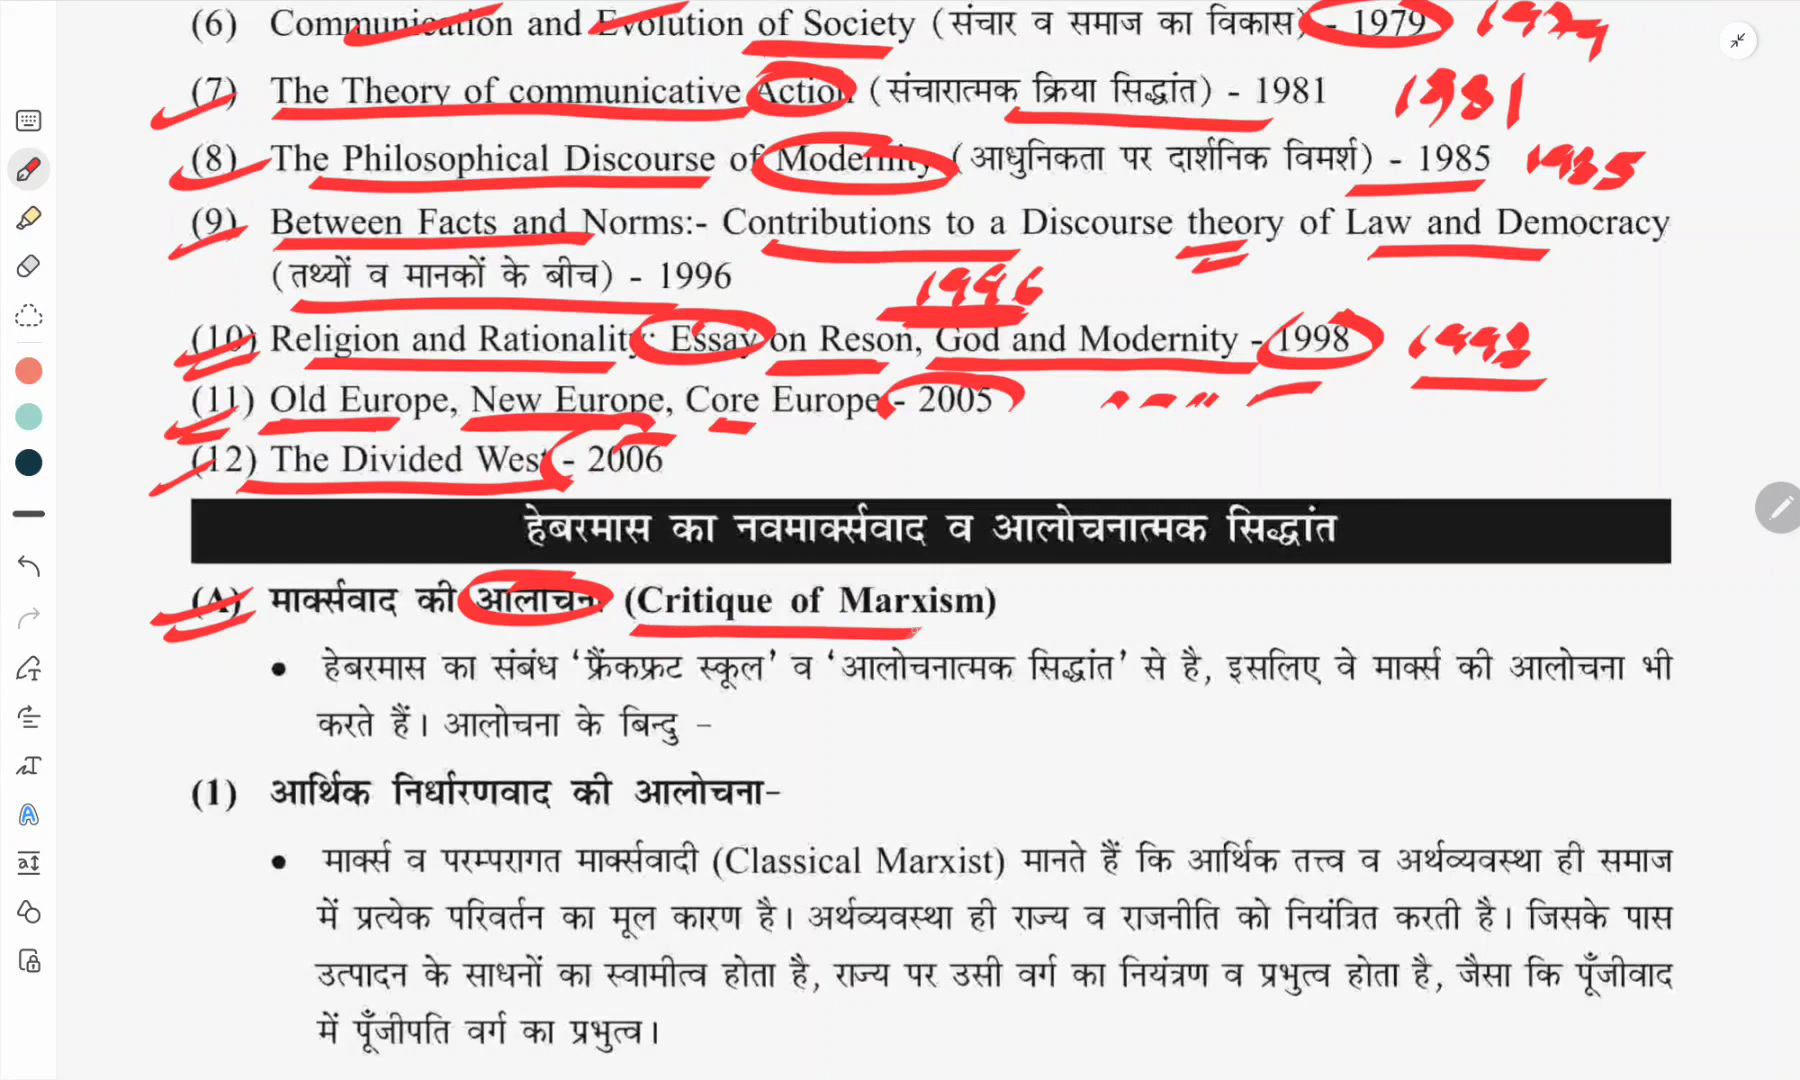 (6) Communication and Evolution of Society (संचार व समाज का विकास) - 1979 1979
(7) The Theory of communicative Action (संचारात्मक क्रिया सिद्धांत) - 1981 1981
(8) The Philosophical Discourse of Modernity (आधुनिकता पर दार्शनिक विमर्श) - 1985 1985
(9) Between Facts and Norms:- Contributions to a Discourse theory of Law and Democracy
(तथ्यों व मानकों के बीच) - 1996 1996
(10) Religion and Rationality: Essay on Reson, God and Modernity - 1998 1998
(11) Old Europe, New Europe, Core Europe - 2005
(12) The Divided West - 2006
हेबरमास का नवमार्क्सवाद व आलोचनात्मक सिद्धांत
(A) मार्क्सवाद की आलोचना (Critique of Marxism)
• हेबरमास का संबंध ‘फ्रैंकफ्रट स्कूल’ व ‘आलोचनात्मक सिद्धांत’ से है, इसलिए वे मार्क्स की आलोचना भी
करते हैं। आलोचना के बिन्दु –
(1) आर्थिक निर्धारणवाद की आलोचना-
• मार्क्स व परम्परागत मार्क्सवादी (Classical Marxist) मानते हैं कि आर्थिक तत्त्व व अर्थव्यवस्था ही समाज
में प्रत्येक परिवर्तन का मूल कारण है। अर्थव्यवस्था ही राज्य व राजनीति को नियंत्रित करती है। जिसके पास
उत्पादन के साधनों का स्वामीत्व होता है, राज्य पर उसी वर्ग का नियंत्रण व प्रभुत्व होता है, जैसा कि पूँजीवाद
में पूँजीपति वर्ग का प्रभुत्व।